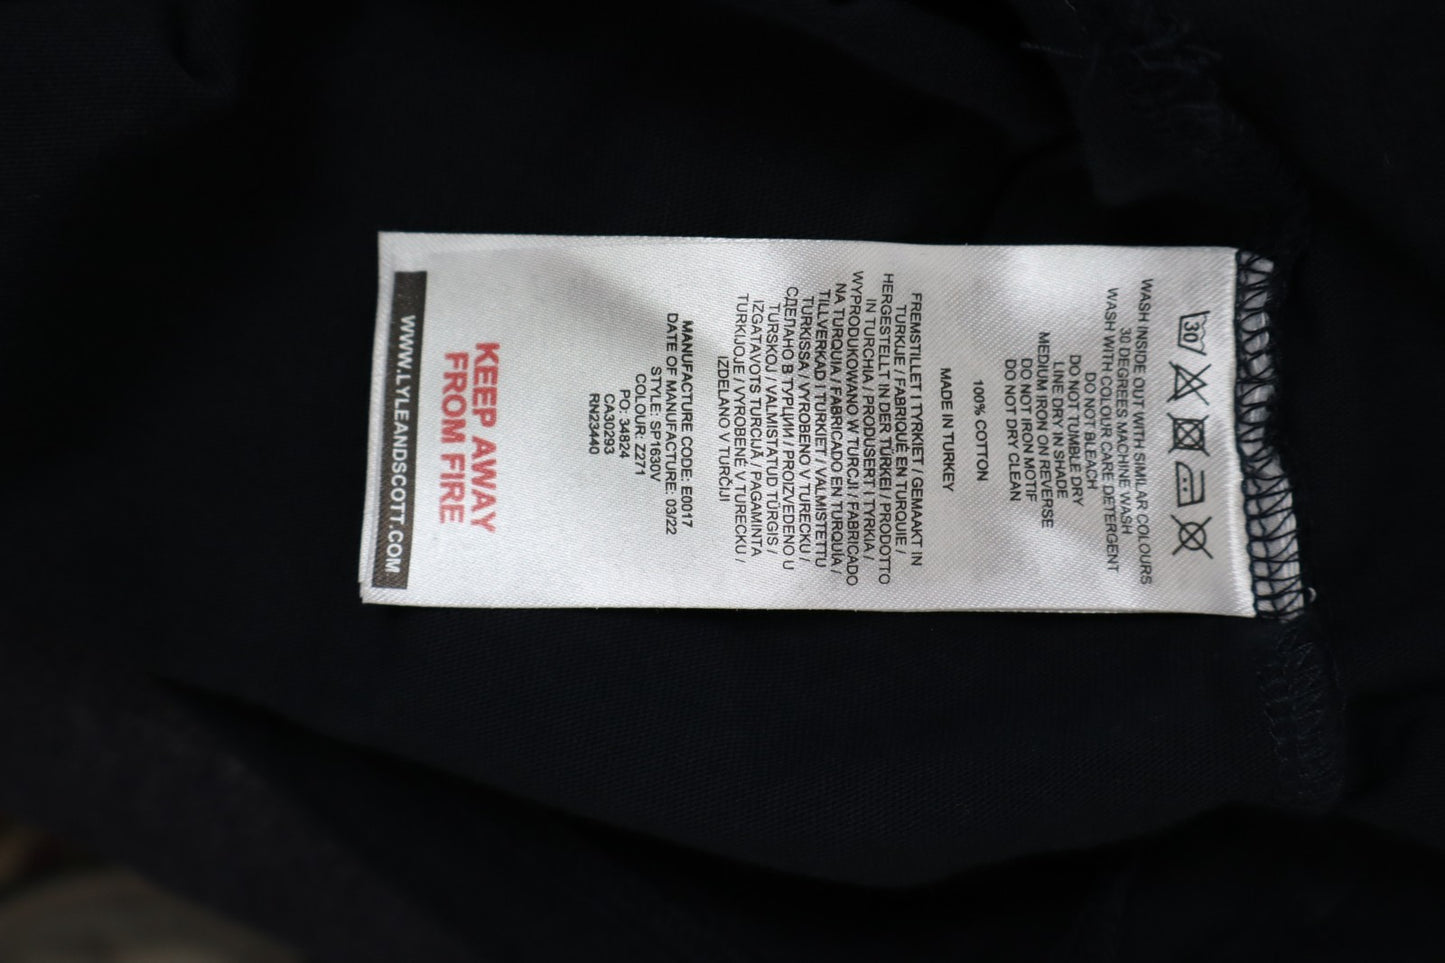 30
WASH INSIDE OUT WITH SIMILAR COLOURS
30 DEGREES MACHINE WASH
WASH WITH COLOUR CARE DETERGENT
DO NOT BLEACH
DO NOT TUMBLE DRY
LINE DRY IN SHADE
MEDIUM IRON ON REVERSE
DO NOT IRON MOTIF
DO NOT DRY CLEAN
100% COTTON
MADE IN TURKEY
FREMSTILLET I TYRKIET / GEMAAKT IN
TURKIJE / FABRIQUÉ EN TURQUIE /
HERGESTELLT IN DER TÜRKEI / PRODOTTO
IN TURCHIA / PRODUSERT I TYRKIA /
WYPRODUKOWANO W TURCJI / FABRICADO
NA TURQUIA / FABRICADO EN TURQUÍA /
TILLVERKAD I TURKIET / VALMISTETTU
TURKISSA / VYROBENO V TURECKU /
СДЕЛАНО В ТУРЦИИ / PROIZVEDENO U
TURSKOJ / VALMISTATUD TÜRGIS /
IZGATAVOTS TURCIJĀ / PAGAMINTA
TURKIJOJE / VYROBENÉ V TURECKU /
IZDELANO V TURČIJI
MANUFACTURE CODE: E0017
DATE OF MANUFACTURE: 03/22
STYLE: SP1630V
COLOUR: Z271
PO: 34824
CA30293
RN23440
KEEP AWAY
FROM FIRE
WWW.LYLEANDSCOTT.COM